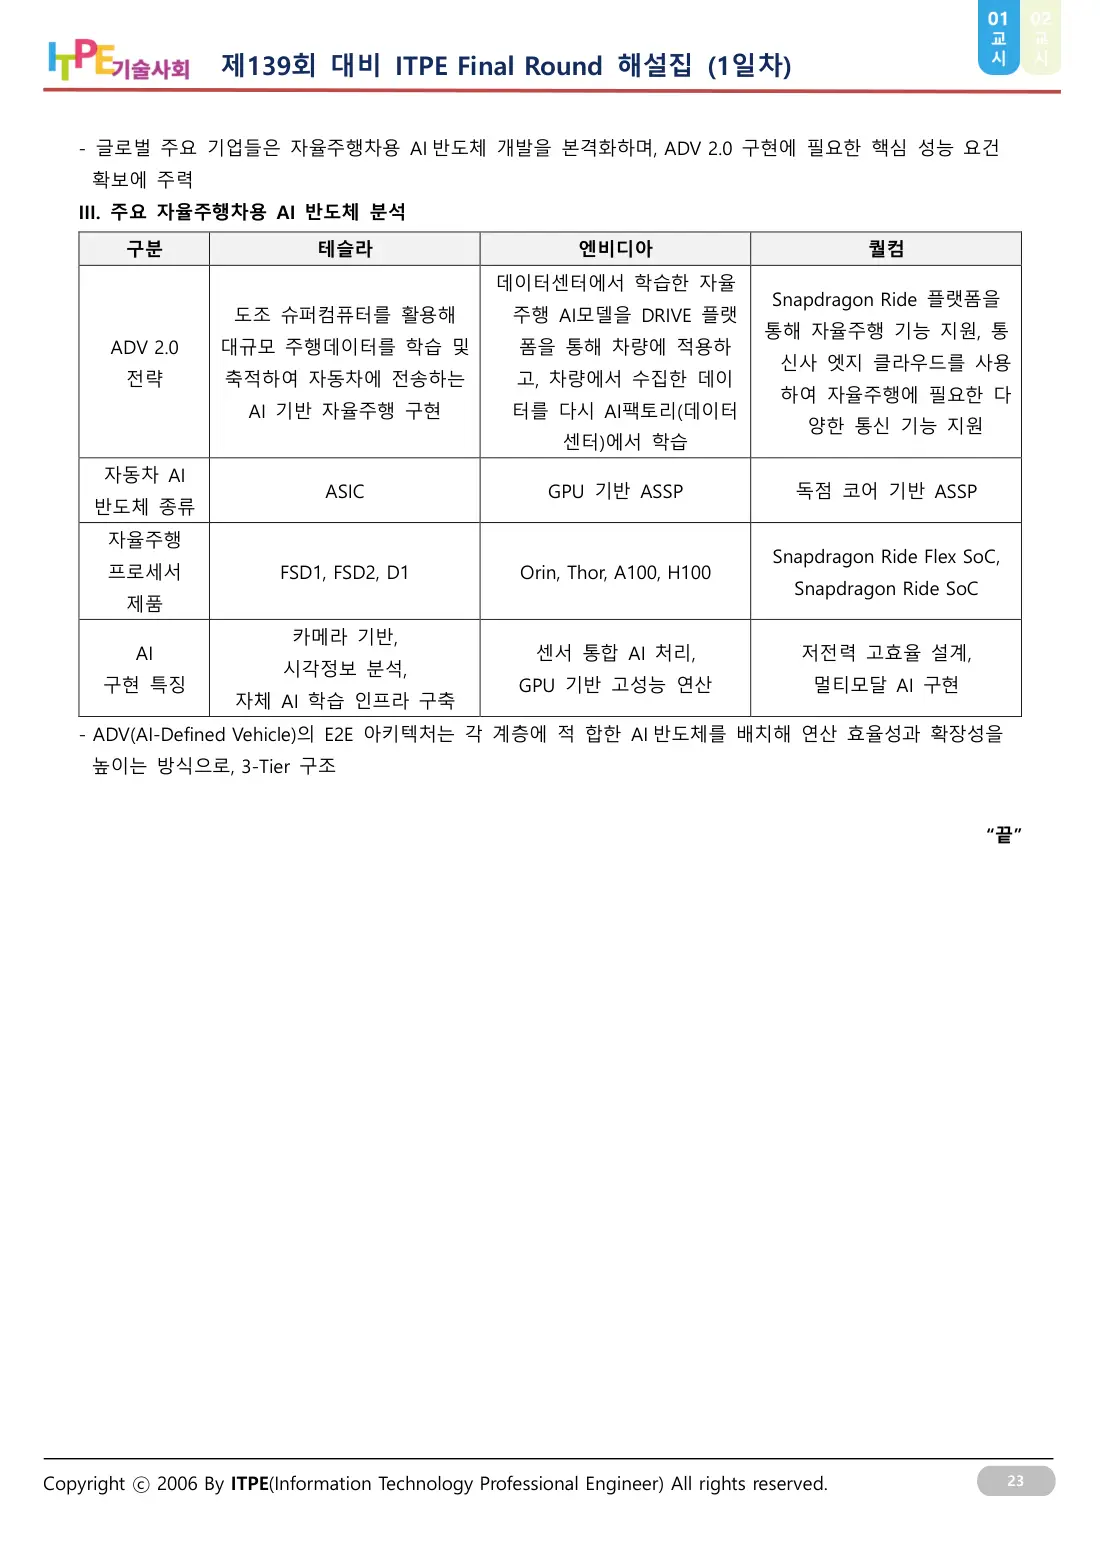 ITPE기술사회 제139회 대비 ITPE Final Round 해설집 (1일차)
01
교
시
02
교
시
- 글로벌 주요 기업들은 자율주행차용 AI 반도체 개발을 본격화하며, ADV 2.0 구현에 필요한 핵심 성능 요건
확보에 주력
III. 주요 자율주행차용 AI 반도체 분석
구분 테슬라 엔비디아 퀄컴
ADV 2.0
전략
도조 슈퍼컴퓨터를 활용해
대규모 주행데이터를 학습 및
축적하여 자동차에 전송하는
AI 기반 자율주행 구현
데이터센터에서 학습한 자율
주행 AI모델을 DRIVE 플랫
폼을 통해 차량에 적용하
고, 차량에서 수집한 데이
터를 다시 AI팩토리(데이터
센터)에서 학습
Snapdragon Ride 플랫폼을
통해 자율주행 기능 지원, 통
신사 엣지 클라우드를 사용
하여 자율주행에 필요한 다
양한 통신 기능 지원
자동차 AI
반도체 종류
ASIC
GPU 기반 ASSP
독점 코어 기반 ASSP
자율주행
프로세서
제품
FSD1, FSD2, D1
Orin, Thor, A100, H100
Snapdragon Ride Flex SoC,
Snapdragon Ride SoC
AI
구현 특징
카메라 기반,
시각정보 분석,
자체 AI 학습 인프라 구축
센서 통합 AI 처리,
GPU 기반 고성능 연산
저전력 고효율 설계,
멀티모달 AI 구현
- ADV(AI-Defined Vehicle)의 E2E 아키텍처는 각 계층에 적 합한 AI 반도체를 배치해 연산 효율성과 확장성을
높이는 방식으로, 3-Tier 구조
“끝”
Copyright ⓒ 2006 By ITPE(Information Technology Professional Engineer) All rights reserved.
23